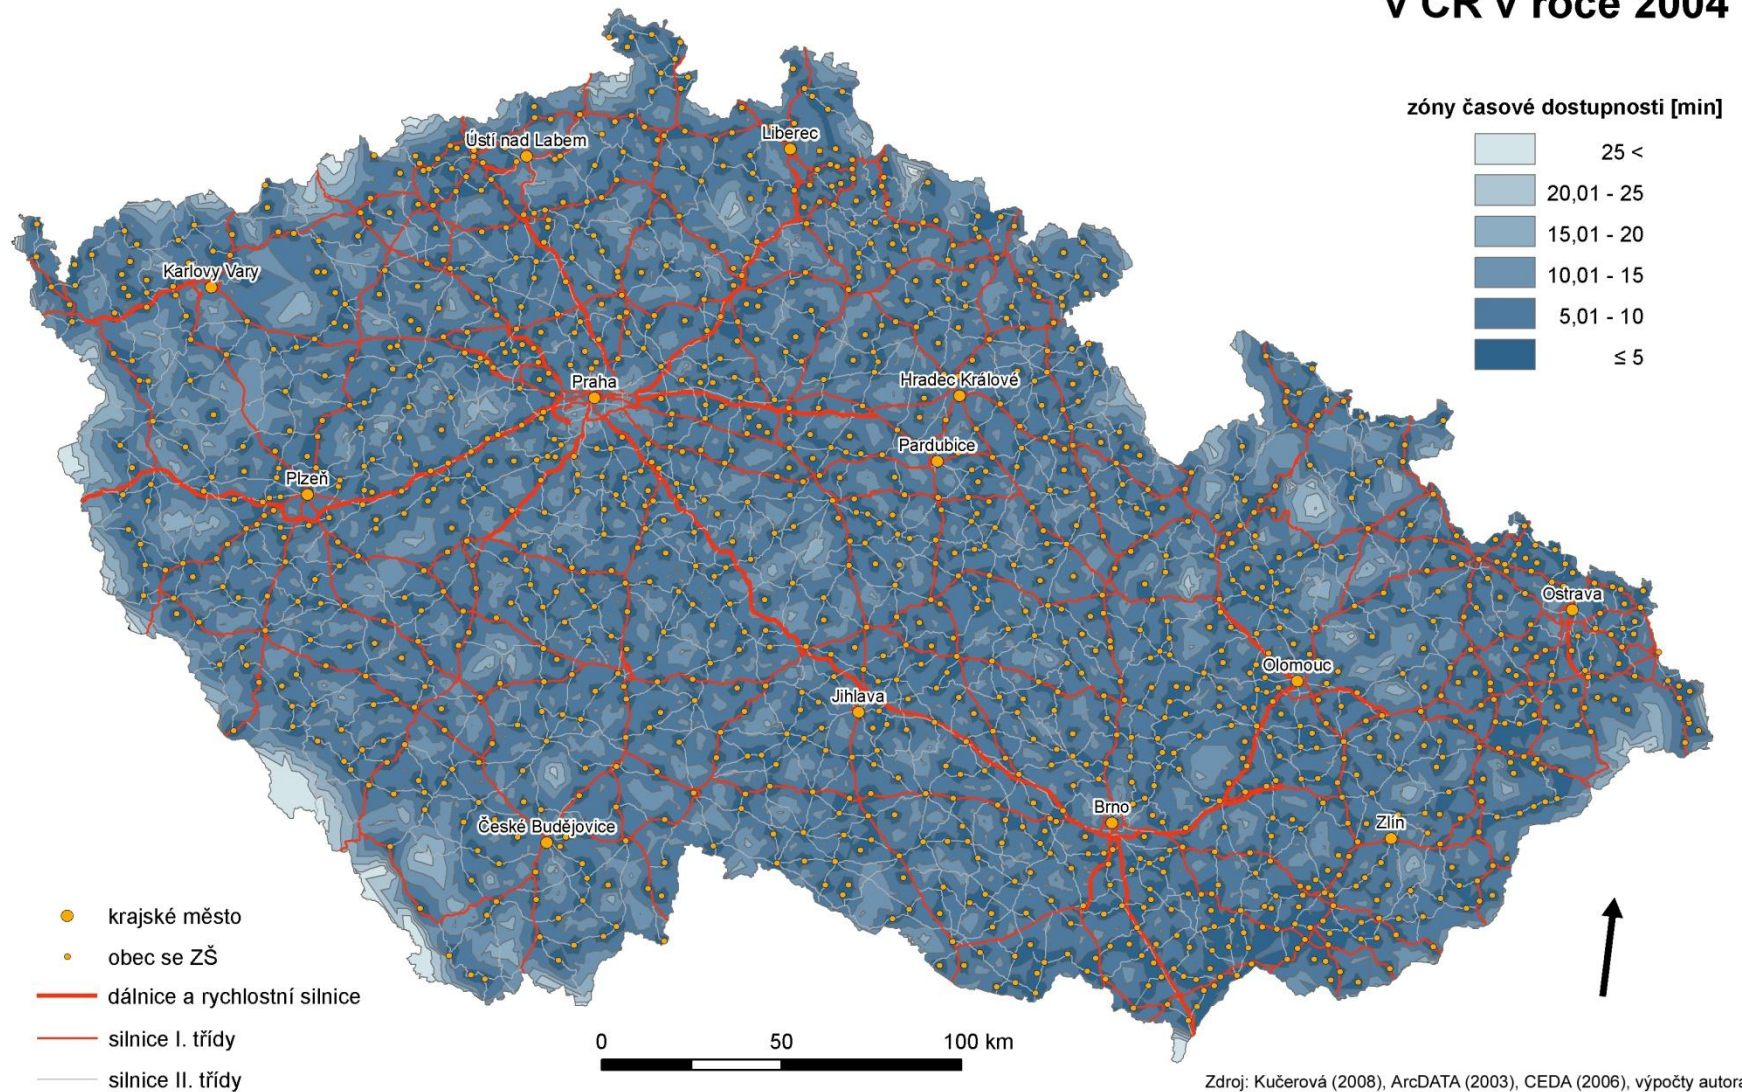 v ČR v roce 2004
zóny časové dostupnosti [min]
25 <
20,01 - 25
15,01 - 20
10,01 - 15
5,01 - 10
≤ 5
Liberec
Ústí nad Labem
Karlovy Vary
Praha
Hradec Králové
Pardubice
Plzeň
Ostrava
Olomouc
Jihlava
Brno
České Budějovice
Zlín
krajské město
obec se ZŠ
dálnice a rychlostní silnice
silnice I. třídy
silnice II. třídy
0 50 100 km
Zdroj: Kučerová (2008), ArcDATA (2003), CEDA (2006), výpočty autora